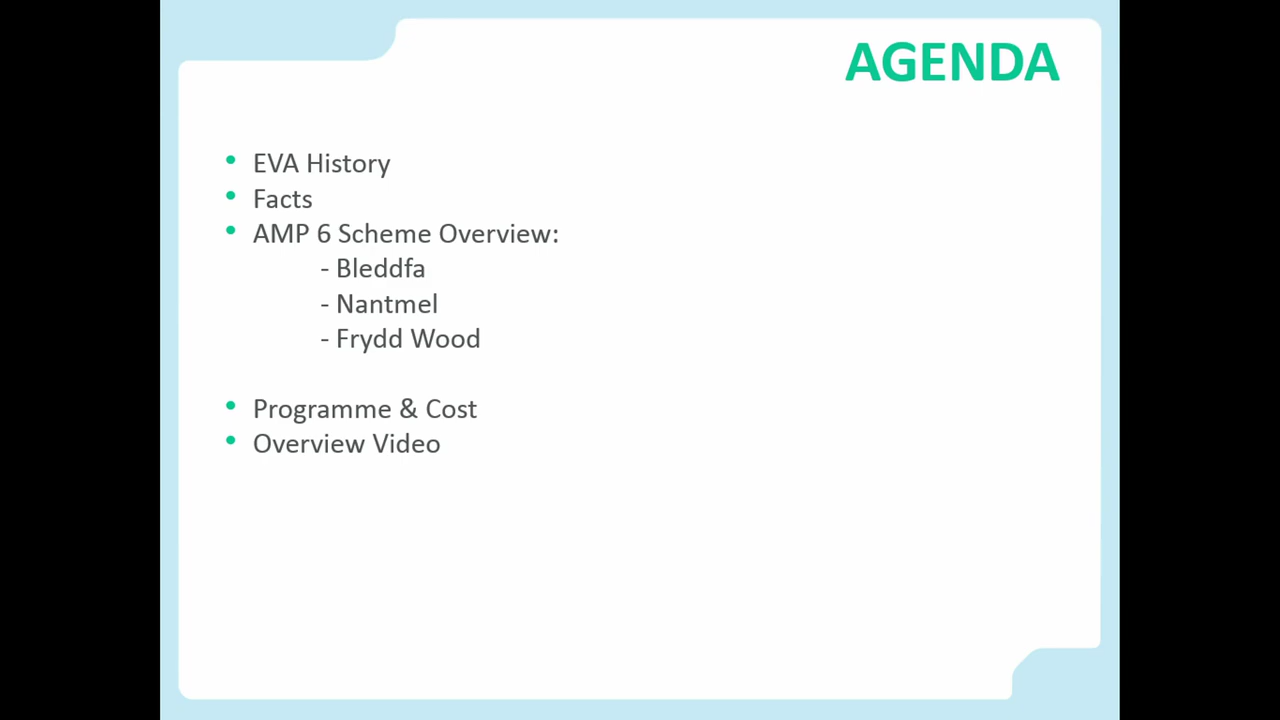 AGENDA
• EVA History
• Facts
• AMP 6 Scheme Overview:
- Bleddfa
- Nantmel
- Frydd Wood
• Programme & Cost
• Overview Video